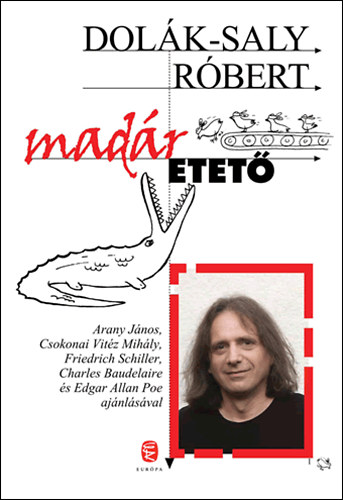 DOLÁK-SALY
RÓBERT
madár
ETETŐ
Arany János,
Csokonai Vitéz Mihály,
Friedrich Schiller,
Charles Baudelaire
és Edgar Allan Poe
ajánlásával
EURÓPA